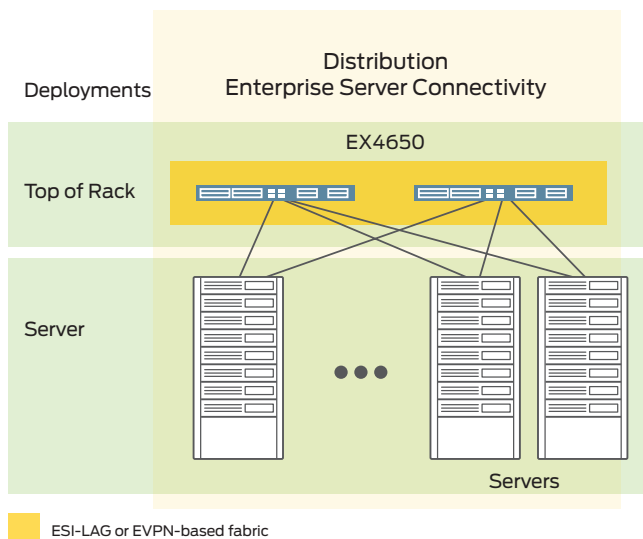 Distribution
Deployments
Enterprise Server Connectivity
EX4650
Top of Rack
Server
Servers
ESI-LAG or EVPN-based fabric